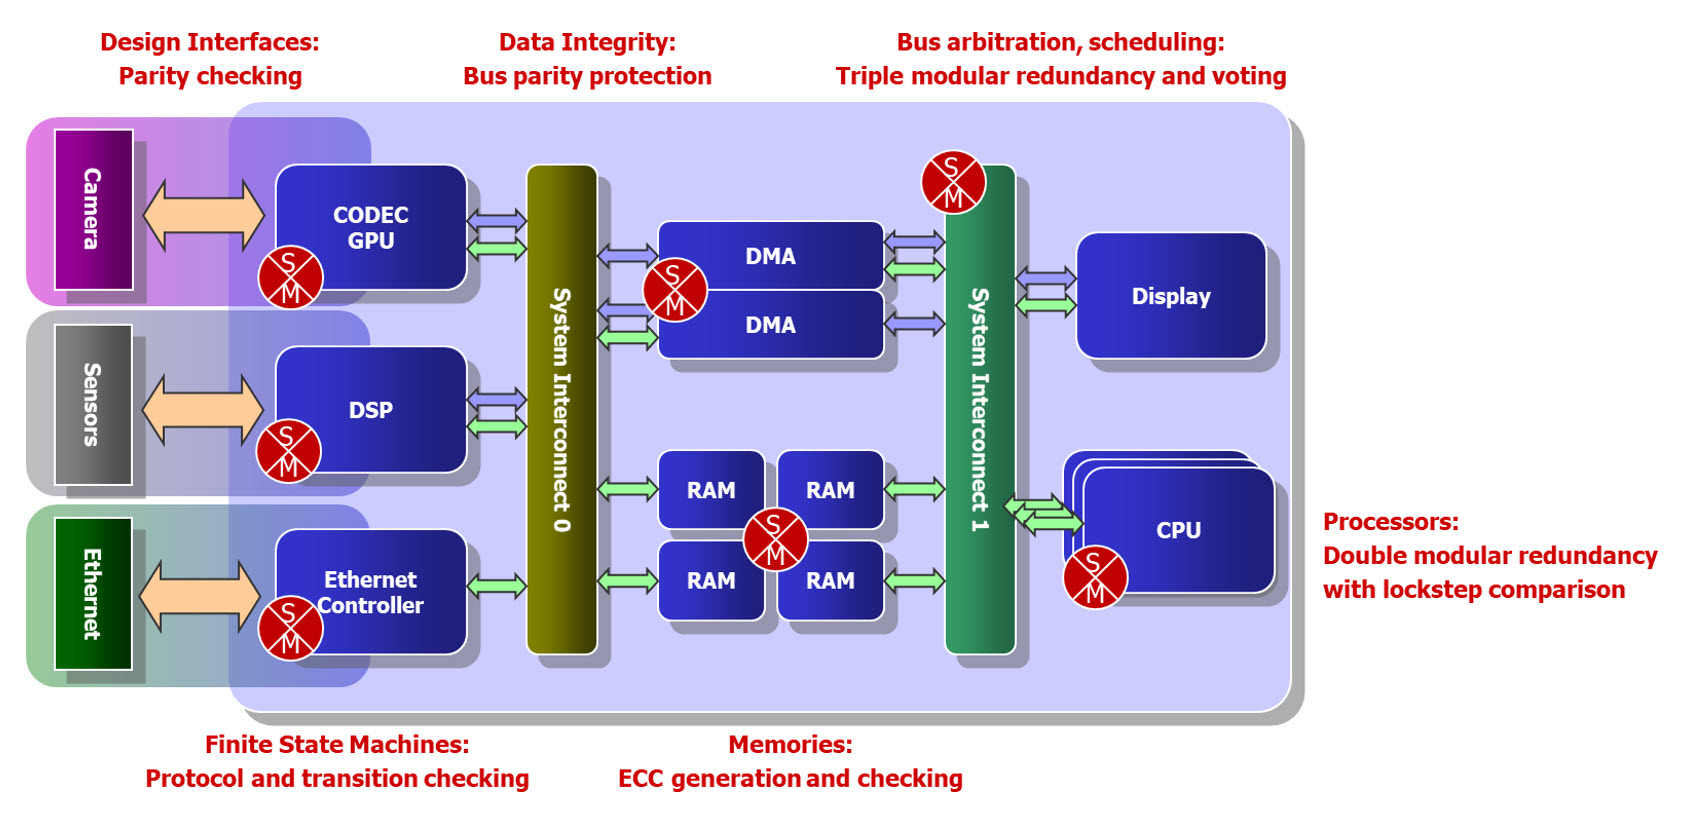 Design Interfaces:
Parity checking
Data Integrity:
Bus parity protection
Bus arbitration, scheduling:
Triple modular redundancy and voting
Camera
CODEC
GPU
S
M
Sensors
DSP
S
M
Ethernet
Ethernet
Controller
S
M
System Interconnect 0
DMA
DMA
S
M
RAM
RAM
RAM
RAM
S
M
System Interconnect 1
S
M
Display
CPU
S
M
Processors:
Double modular redundancy
with lockstep comparison
Finite State Machines:
Protocol and transition checking
Memories:
ECC generation and checking